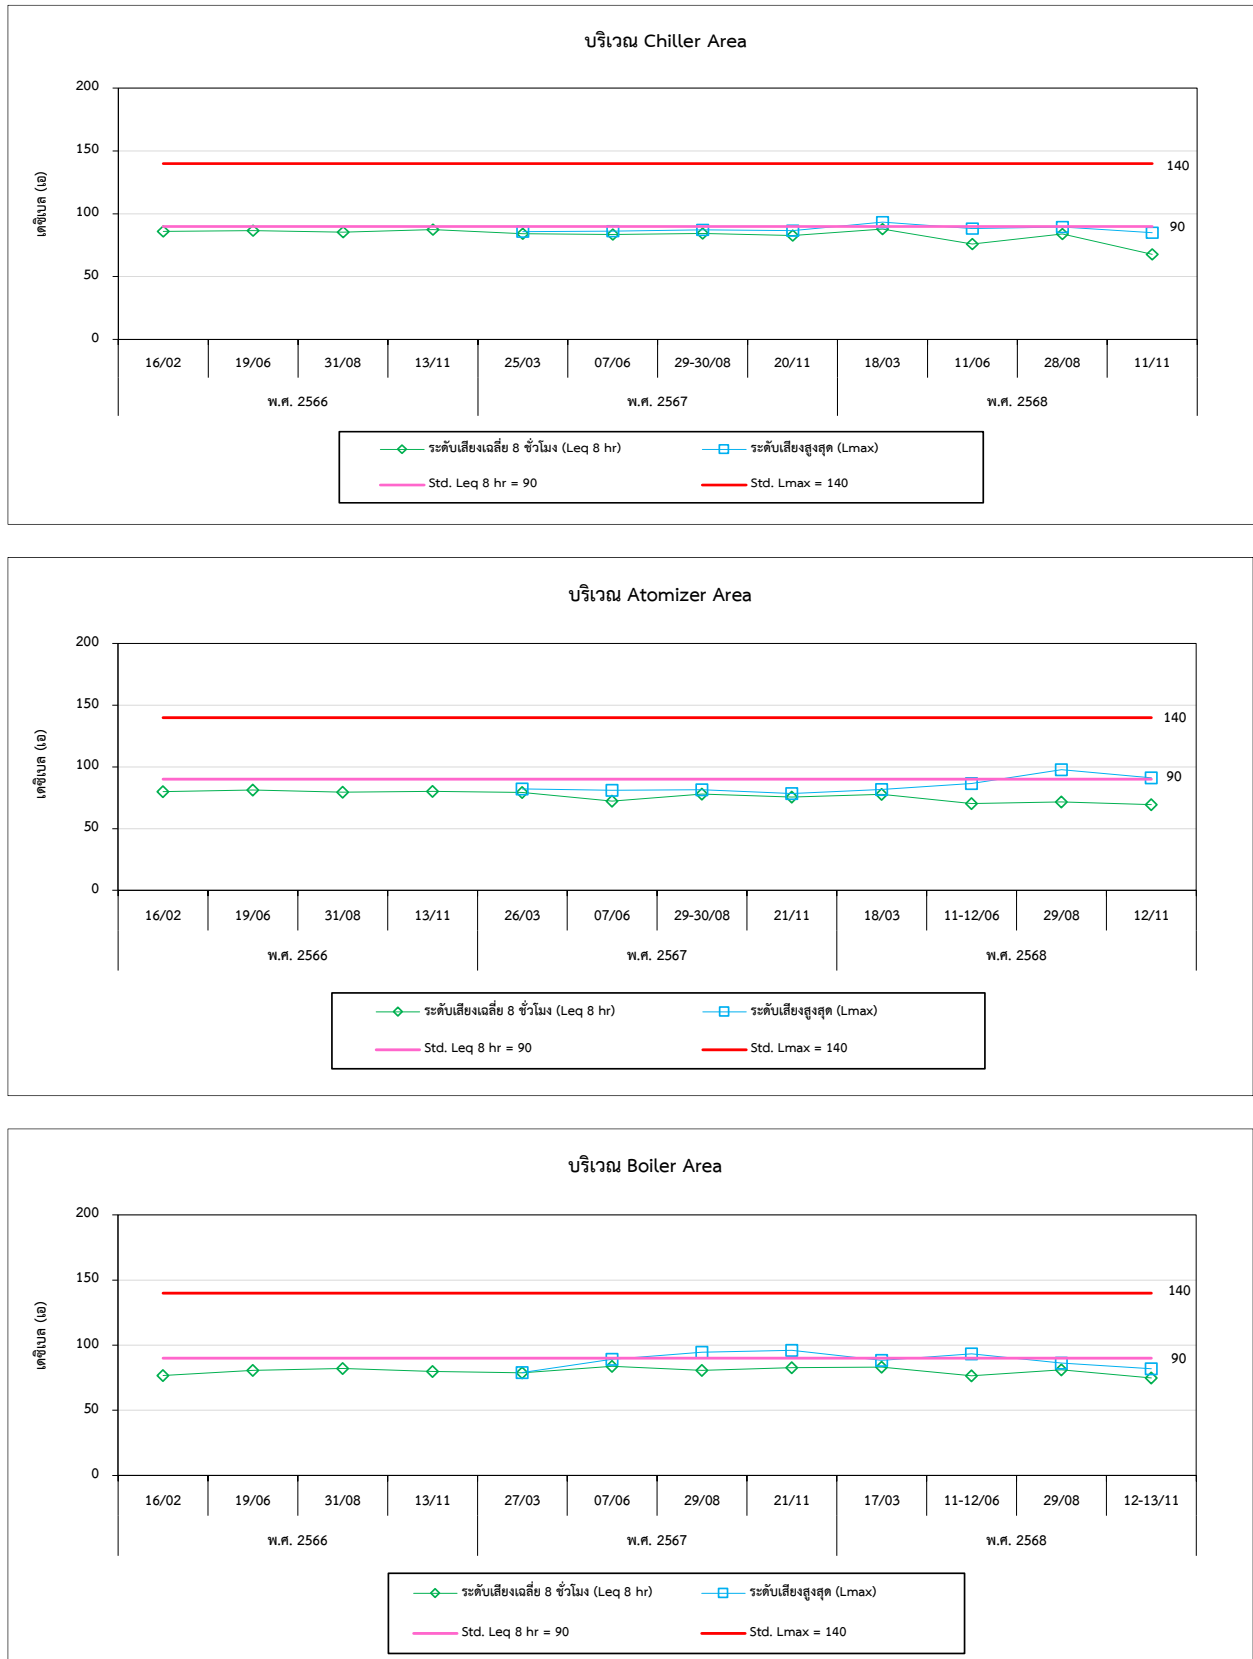 บริเวณ Chiller Area
200
150
140
เดซิเบล (เอ)
100
90
50
0
16/02 19/06 31/08 13/11 25/03 07/06 29-30/08 20/11 18/03 11/06 28/08 11/11
พ.ศ. 2566 พ.ศ. 2567 พ.ศ. 2568
ระดับเสียงเฉลี่ย 8 ชั่วโมง (Leq 8 hr) ระดับเสียงสูงสุด (Lmax)
Std. Leq 8 hr = 90 Std. Lmax = 140
บริเวณ Atomizer Area
200
150
140
เดซิเบล (เอ)
100
90
50
0
16/02 19/06 31/08 13/11 26/03 07/06 29-30/08 21/11 18/03 11-12/06 29/08 12/11
พ.ศ. 2566 พ.ศ. 2567 พ.ศ. 2568
ระดับเสียงเฉลี่ย 8 ชั่วโมง (Leq 8 hr) ระดับเสียงสูงสุด (Lmax)
Std. Leq 8 hr = 90 Std. Lmax = 140
บริเวณ Boiler Area
200
150
140
เดซิเบล (เอ)
100
90
50
0
16/02 19/06 31/08 13/11 27/03 07/06 29/08 21/11 17/03 11-12/06 29/08 12-13/11
พ.ศ. 2566 พ.ศ. 2567 พ.ศ. 2568
ระดับเสียงเฉลี่ย 8 ชั่วโมง (Leq 8 hr) ระดับเสียงสูงสุด (Lmax)
Std. Leq 8 hr = 90 Std. Lmax = 140